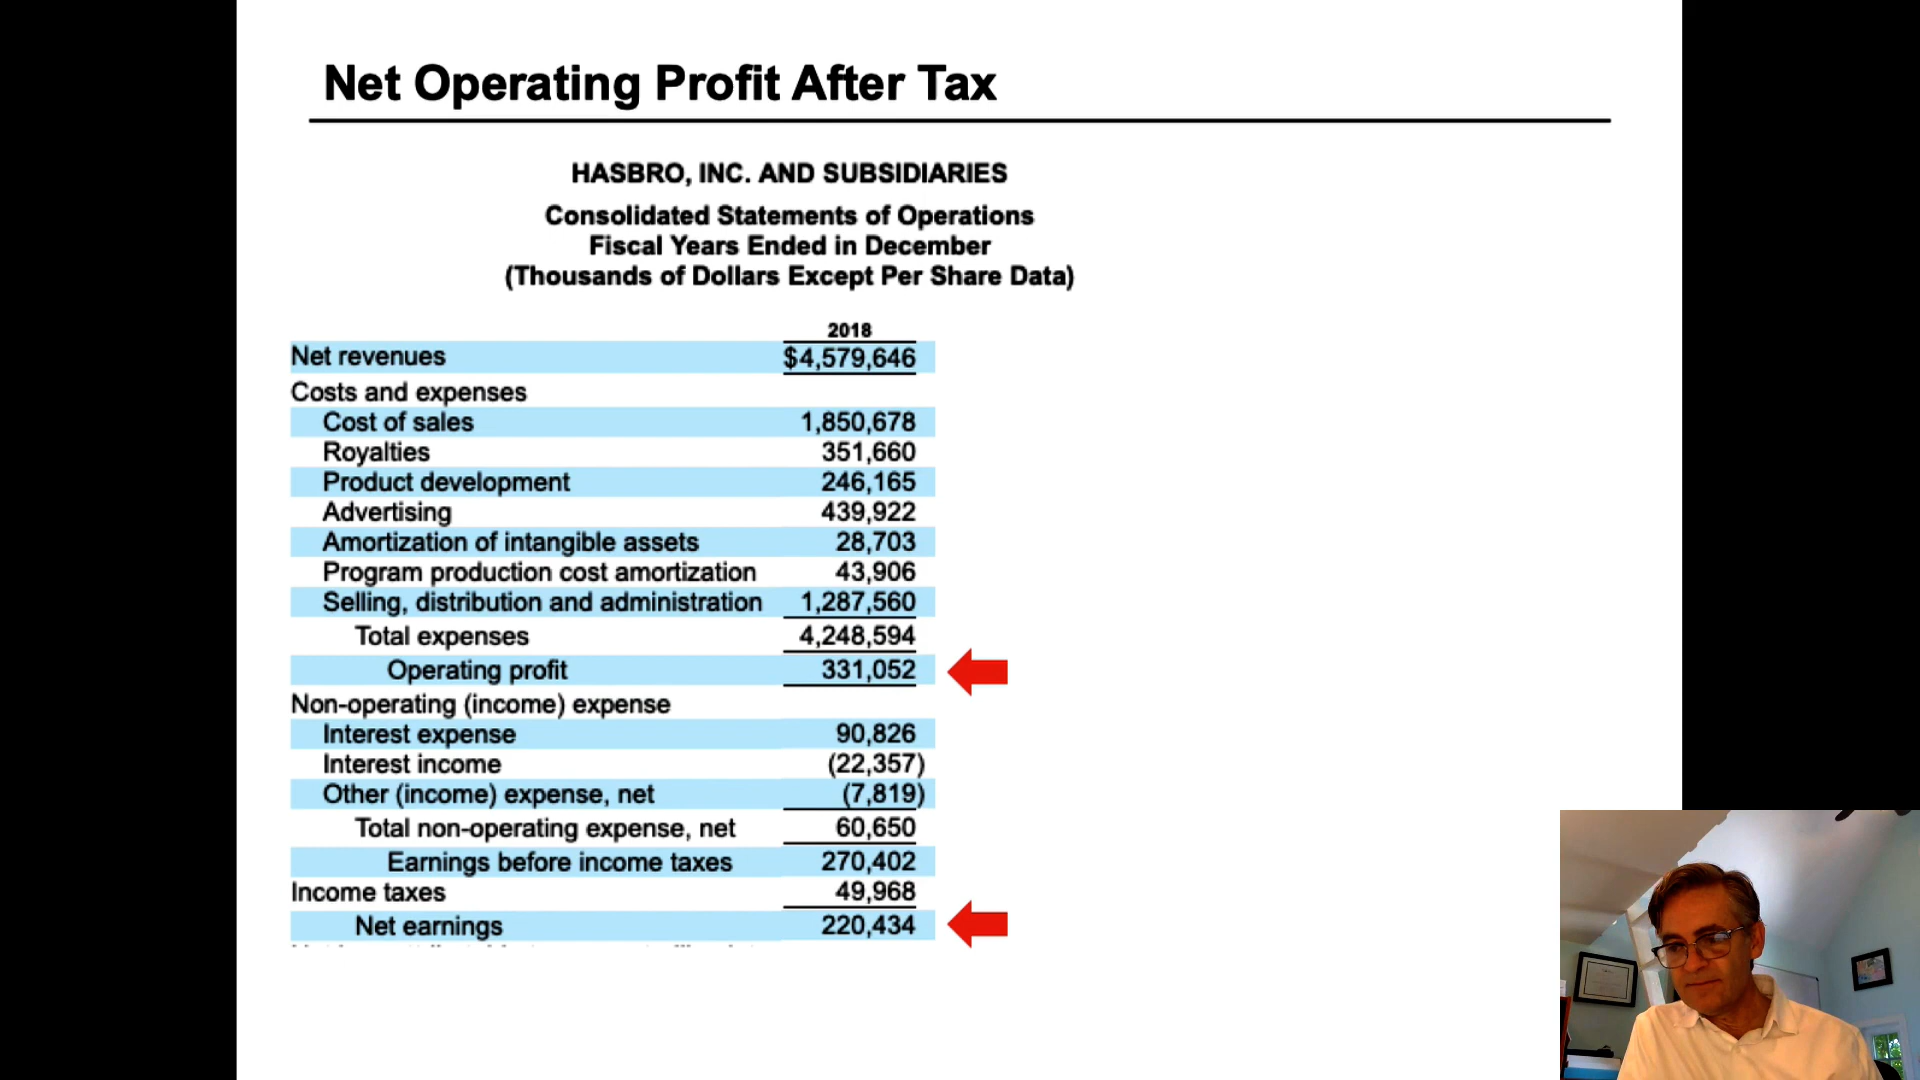 Net Operating Profit After Tax
HASBRO, INC. AND SUBSIDIARIES
Consolidated Statements of Operations
Fiscal Years Ended in December
(Thousands of Dollars Except Per Share Data)
2018
Net revenues $4,579,646
Costs and expenses
Cost of sales 1,850,678
Royalties 351,660
Product development 246,165
Advertising 439,922
Amortization of intangible assets 28,703
Program production cost amortization 43,906
Selling, distribution and administration 1,287,560
Total expenses 4,248,594
Operating profit 331,052
Non-operating (income) expense
Interest expense 90,826
Interest income (22,357)
Other (income) expense, net (7,819)
Total non-operating expense, net 60,650
Earnings before income taxes 270,402
Income taxes 49,968
Net earnings 220,434